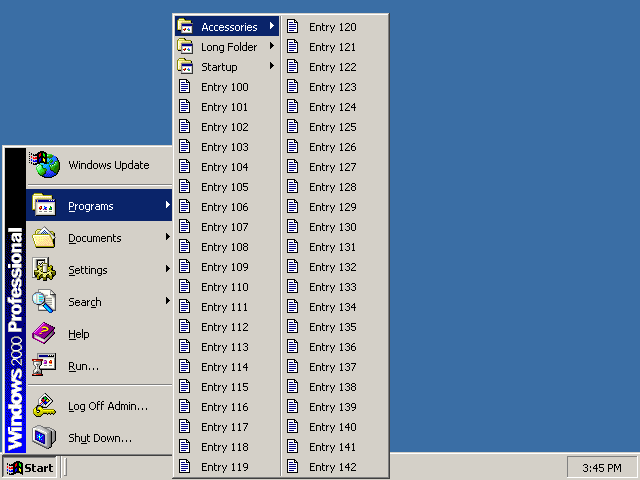 Accessories
Long Folder
Startup
Entry 100
Entry 101
Entry 102
Entry 103
Entry 104
Entry 105
Entry 106
Entry 107
Entry 108
Entry 109
Entry 110
Entry 111
Entry 112
Entry 113
Entry 114
Entry 115
Entry 116
Entry 117
Entry 118
Entry 119
Entry 120
Entry 121
Entry 122
Entry 123
Entry 124
Entry 125
Entry 126
Entry 127
Entry 128
Entry 129
Entry 130
Entry 131
Entry 132
Entry 133
Entry 134
Entry 135
Entry 136
Entry 137
Entry 138
Entry 139
Entry 140
Entry 141
Entry 142
Windows 2000 Professional
Windows Update
Programs
Documents
Settings
Search
Help
Run...
Log Off Admin...
Shut Down...
Start
3:45 PM